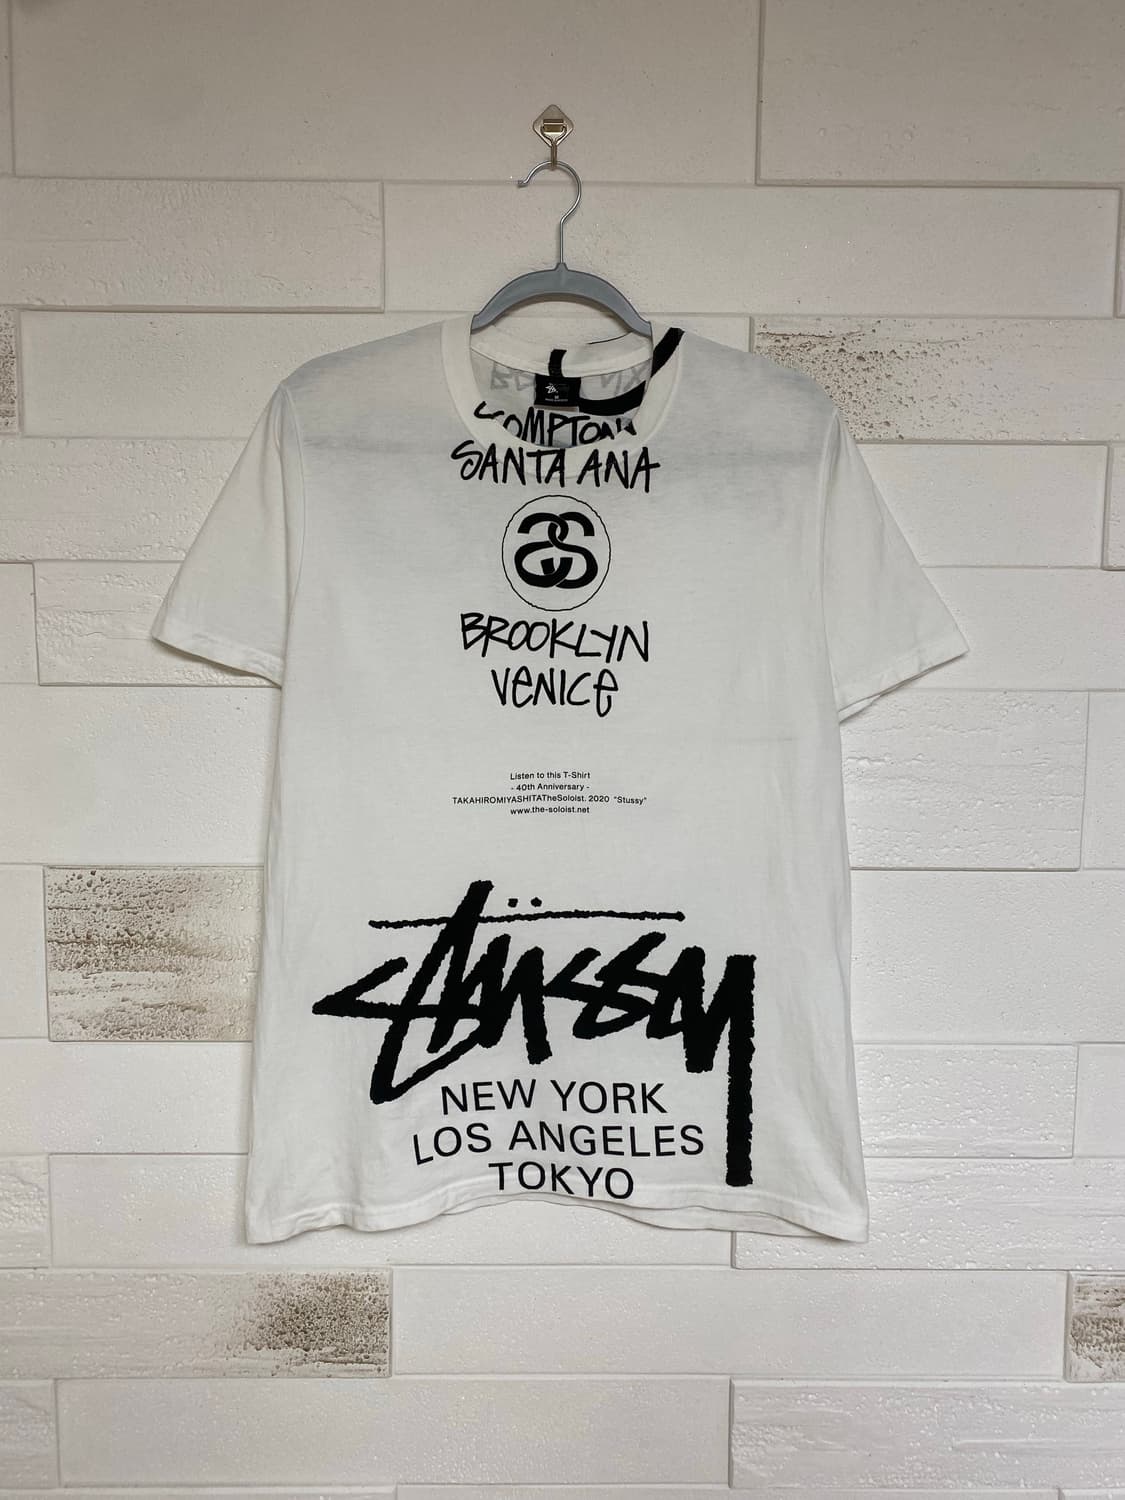 COMPTON
SANTA ANA
BROOKLYN
VENICE
Listen to this T-Shirt
- 40th Anniversary -
TAKAHIROMIYASHITATheSoloist. 2020 "Stussy"
www.the-soloist.net
Stüssy
NEW YORK
LOS ANGELES
TOKYO